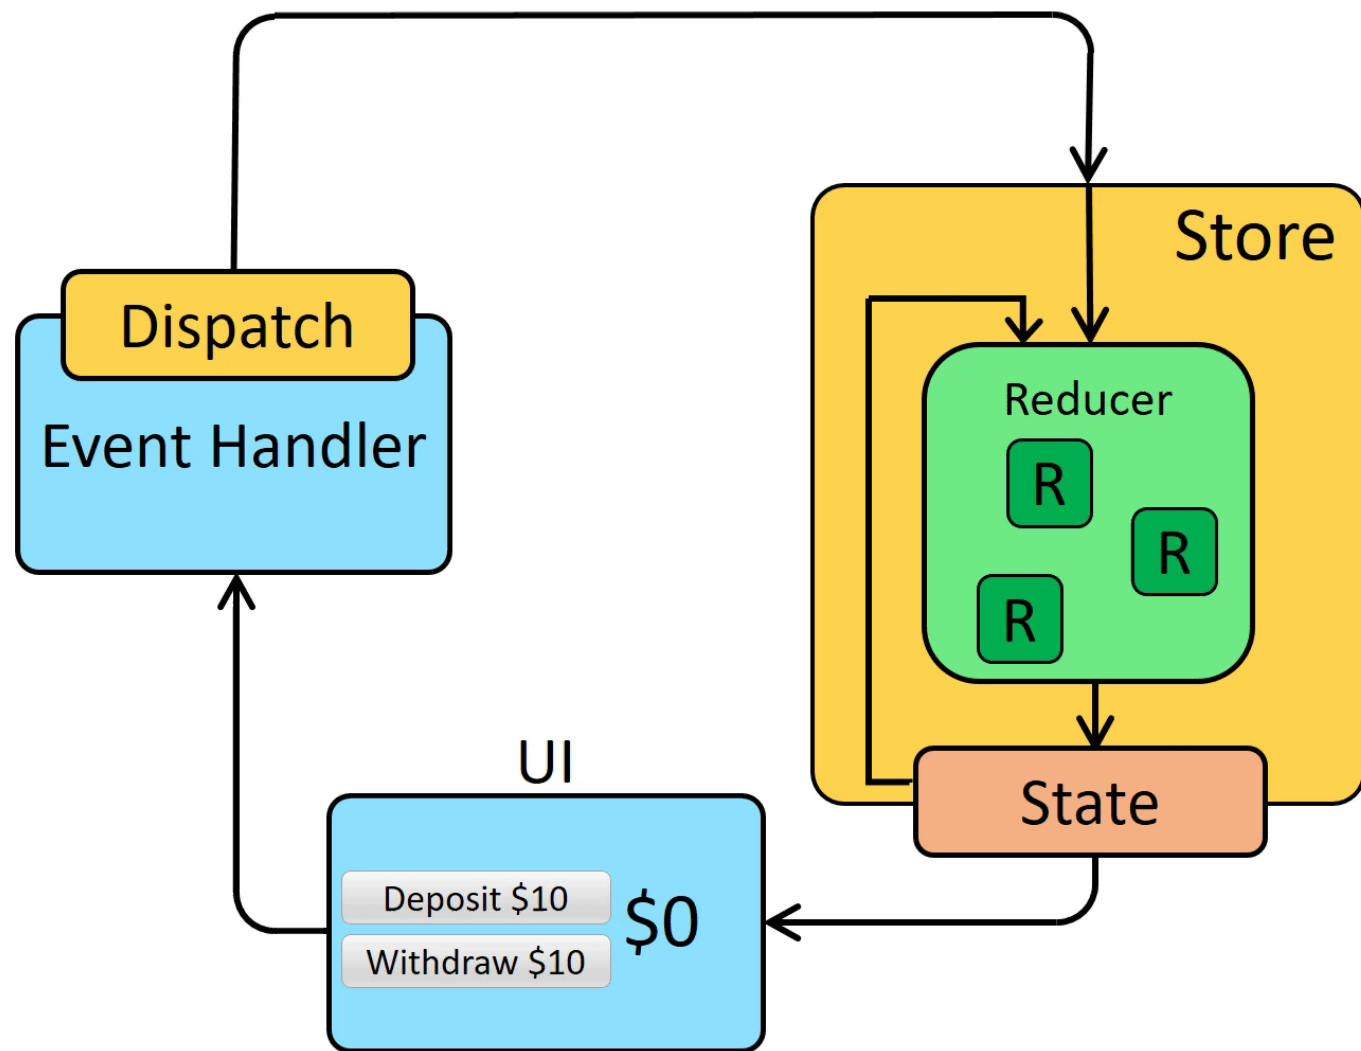 Store
Dispatch
Event Handler
Reducer
R
R
R
UI
State
Deposit $10
$0
Withdraw $10